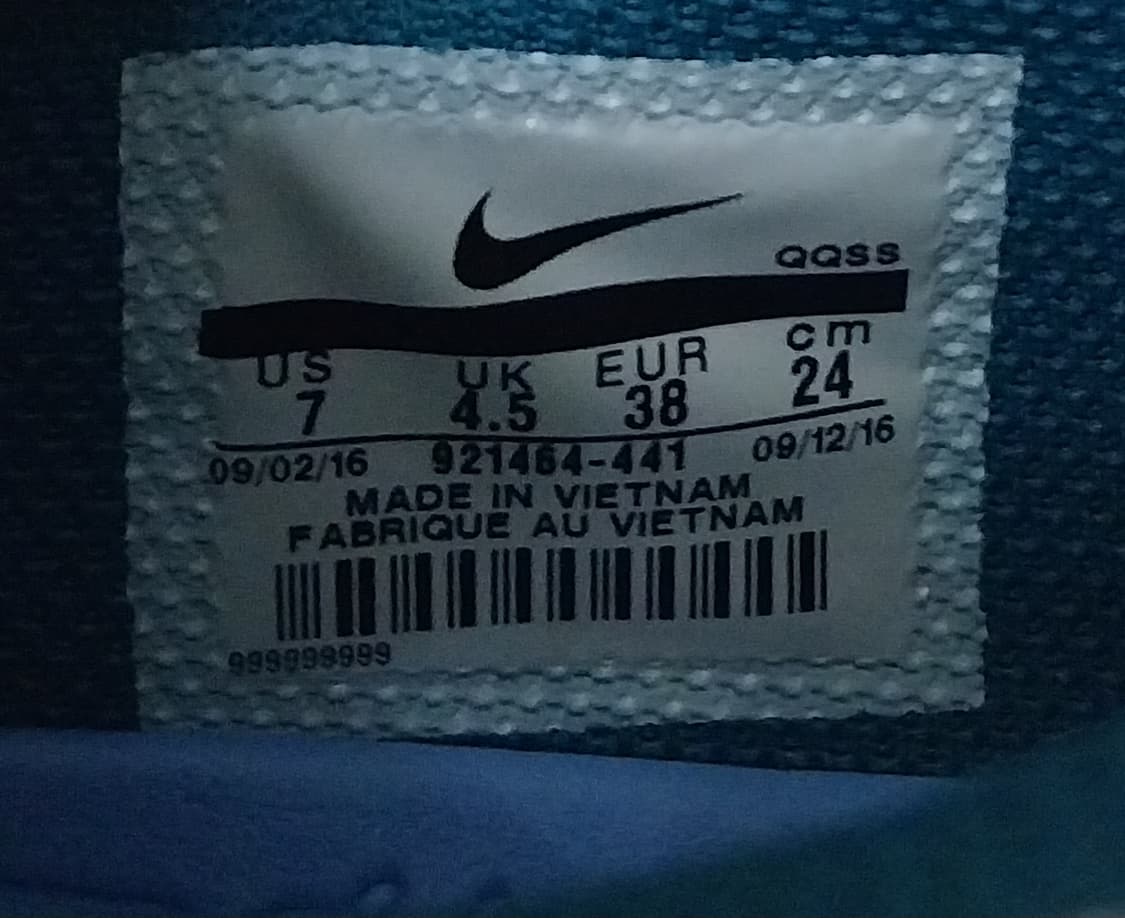 QQSS
US UK EUR cm
7 4.5 38 24
09/02/16 921464-441 09/12/16
MADE IN VIETNAM
FABRIQUE AU VIETNAM
999999999